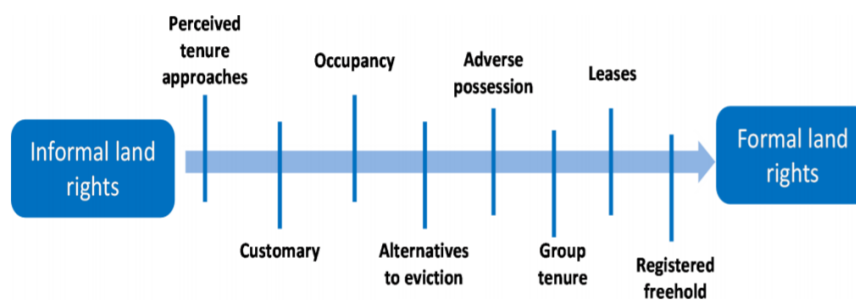 Perceived
tenure
approaches
Occupancy
Adverse
possession
Leases
Informal land
rights
Formal land
rights
Customary
Alternatives
to eviction
Group
tenure
Registered
freehold